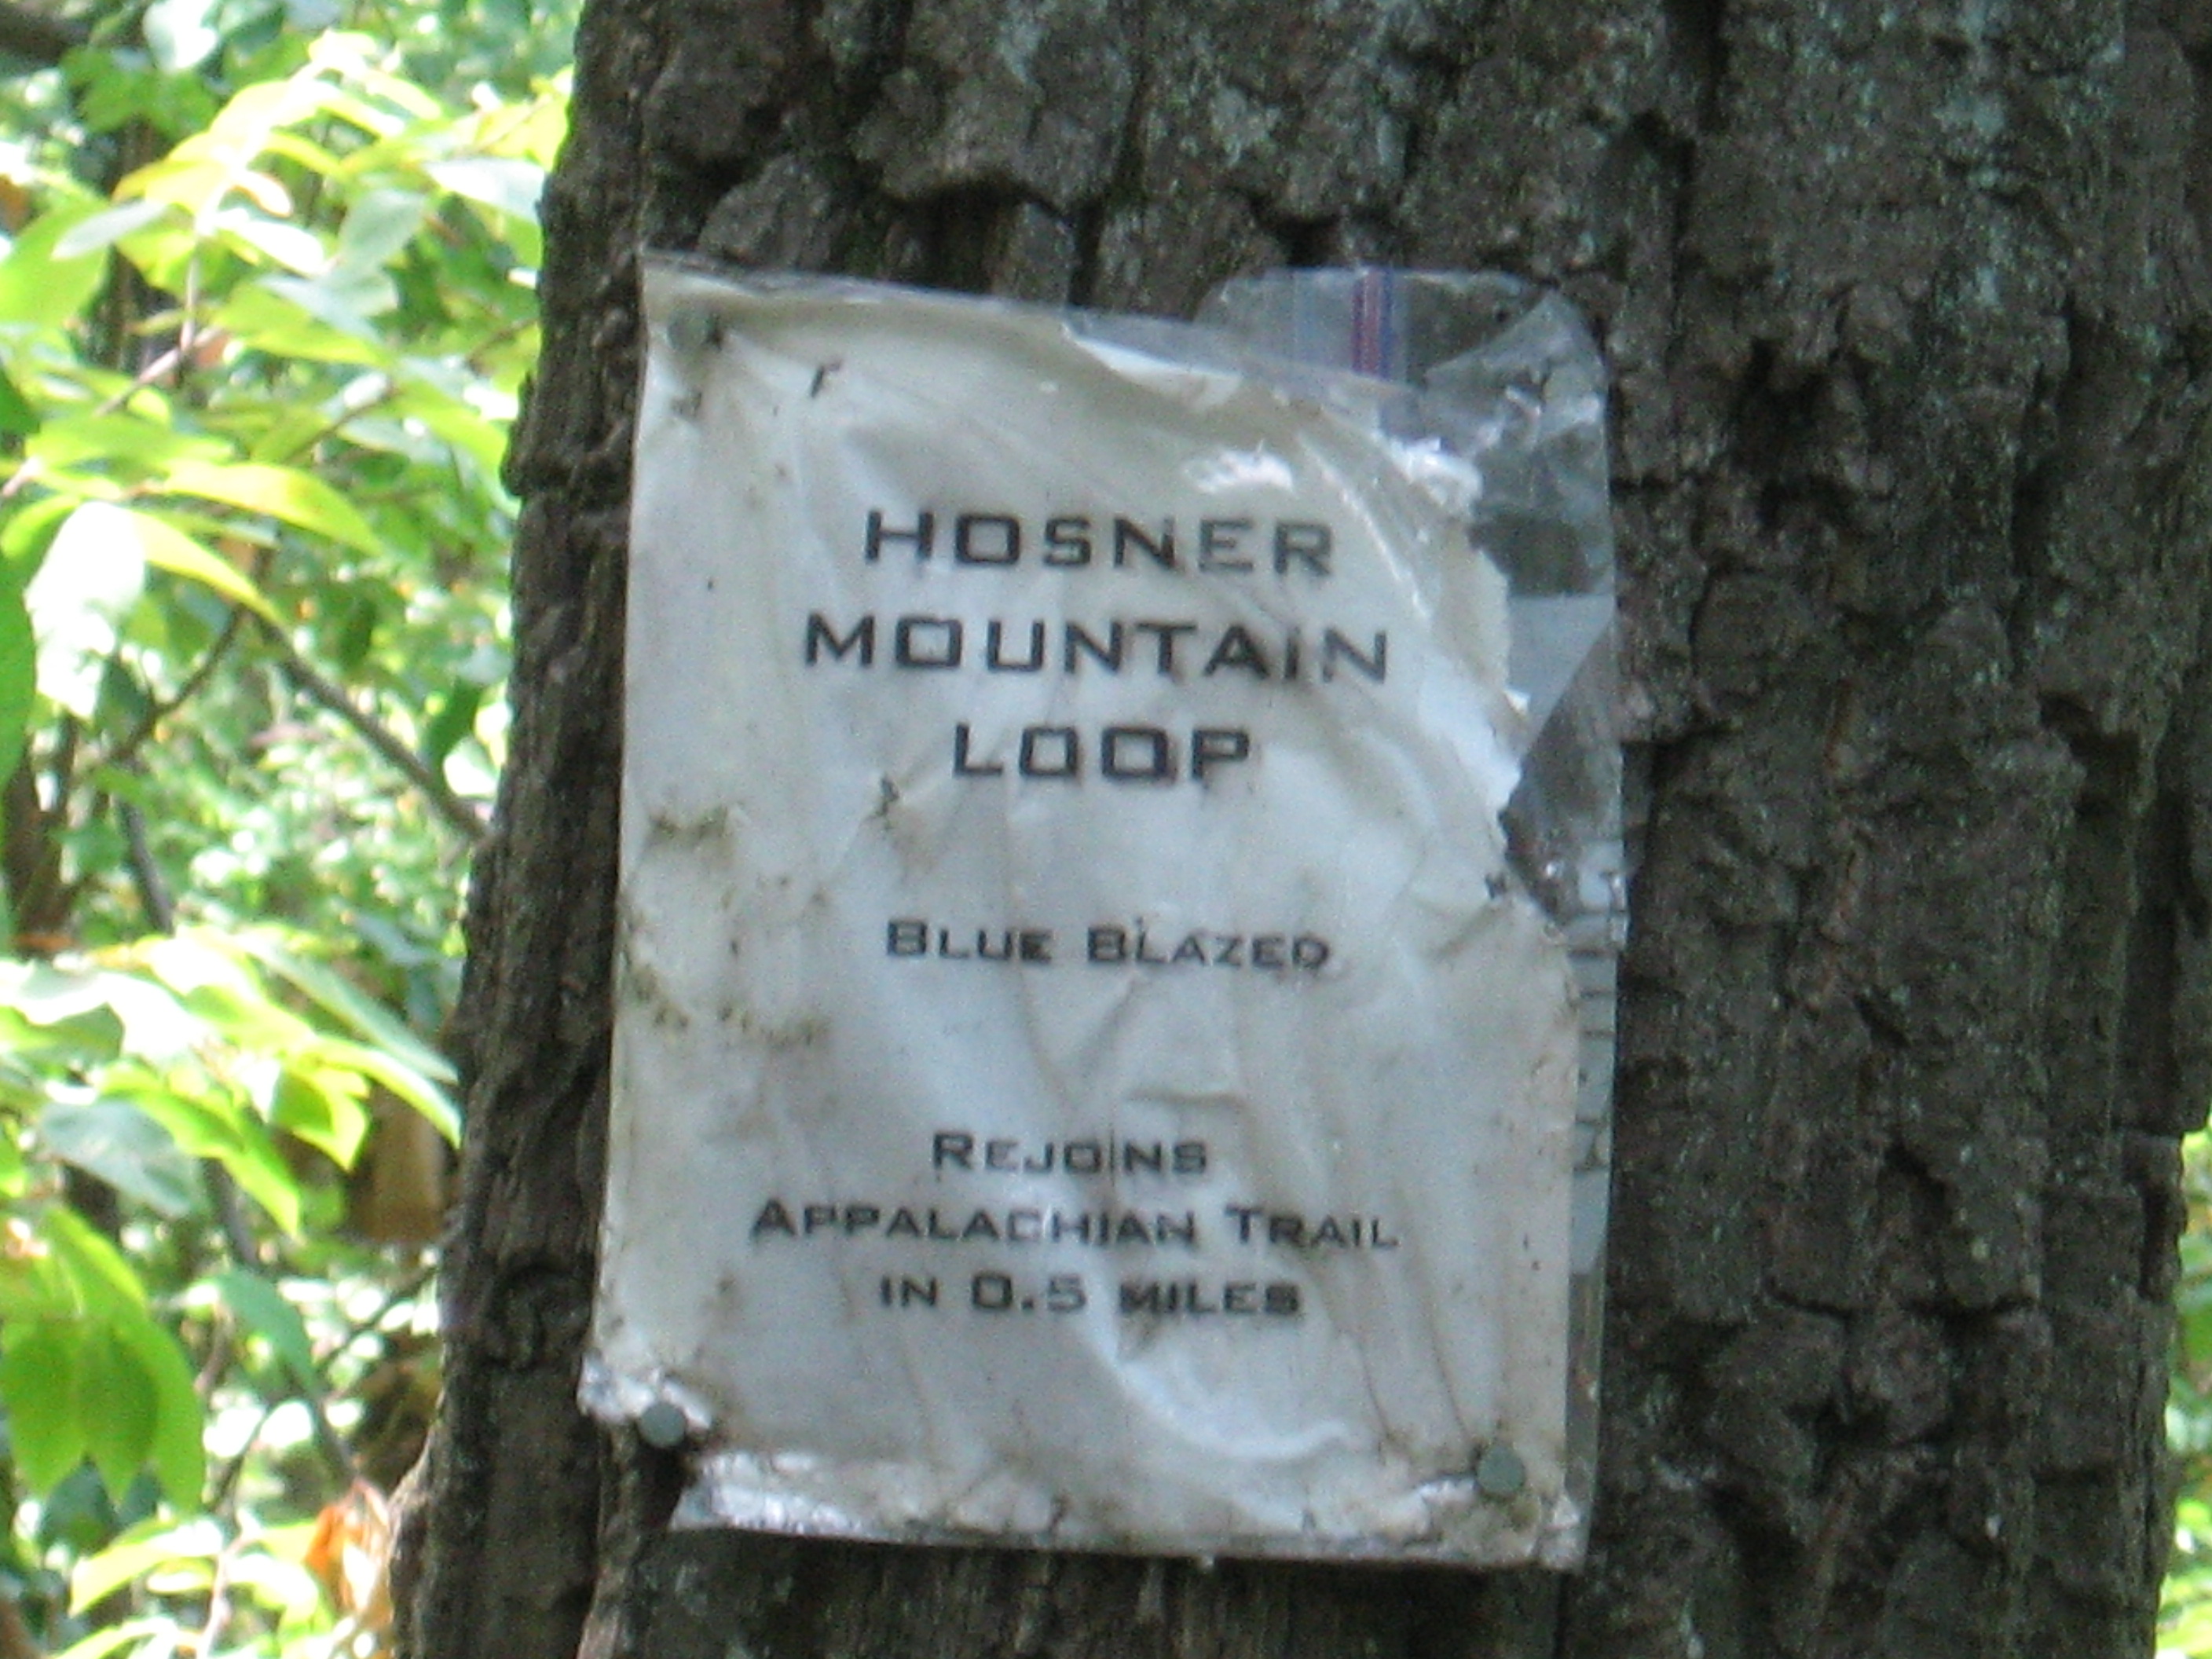 HOSNER
MOUNTAIN
LOOP
BLUE BLAZED
REJOINS
APPALACHIAN TRAIL
IN 0.5 MILES